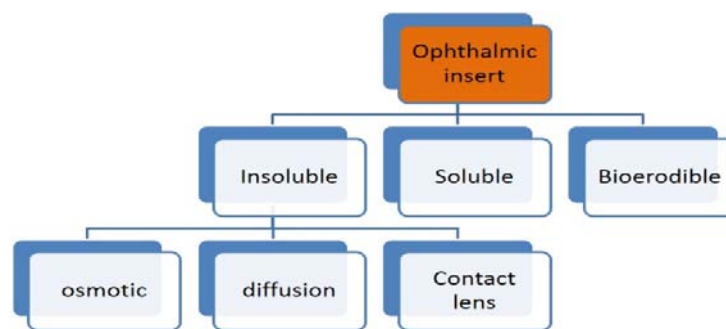 Ophthalmic
insert
Insoluble
Soluble
Bioerodible
osmotic
diffusion
Contact
lens